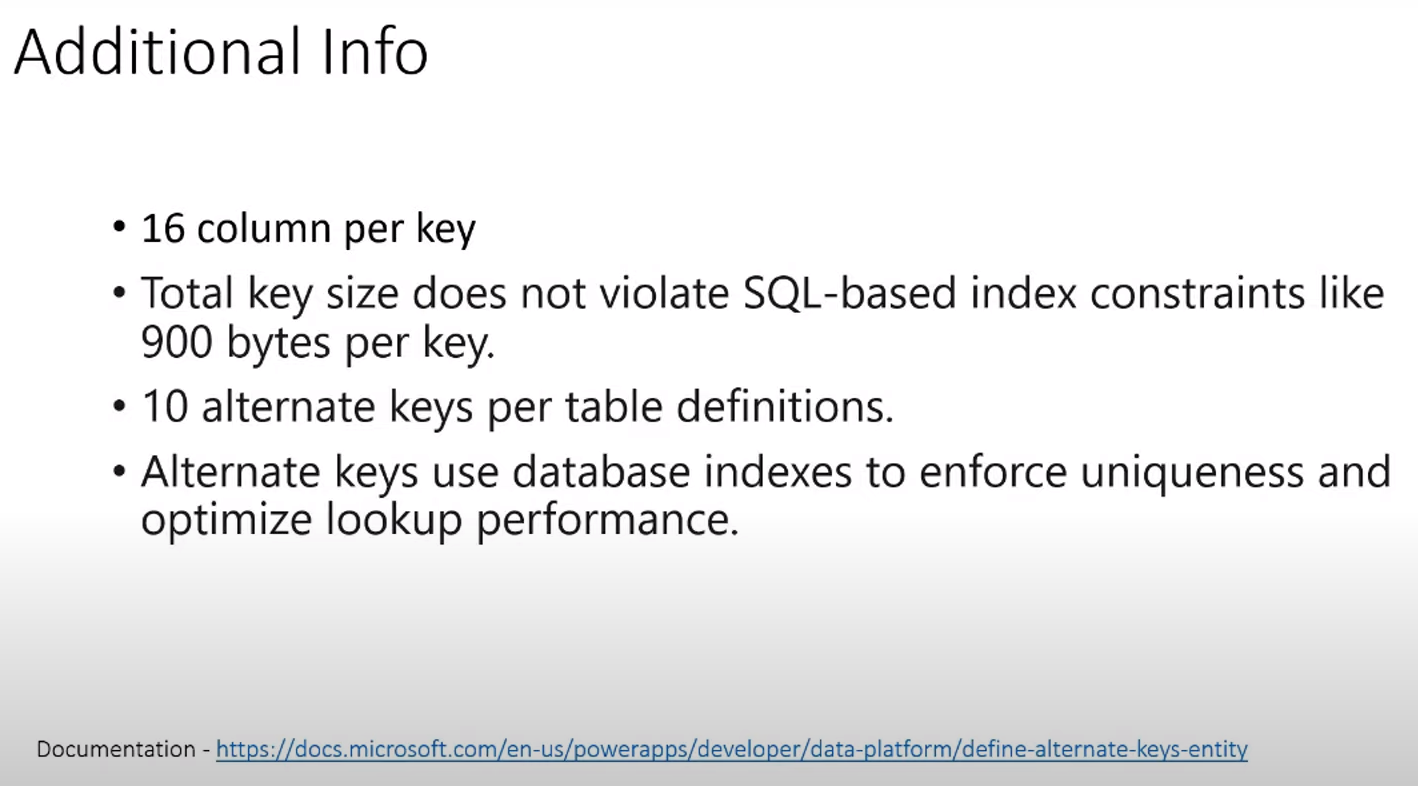 Additional Info
• 16 column per key
• Total key size does not violate SQL-based index constraints like
900 bytes per key.
• 10 alternate keys per table definitions.
• Alternate keys use database indexes to enforce uniqueness and
optimize lookup performance.
Documentation - https://docs.microsoft.com/en-us/powerapps/developer/data-platform/define-alternate-keys-entity